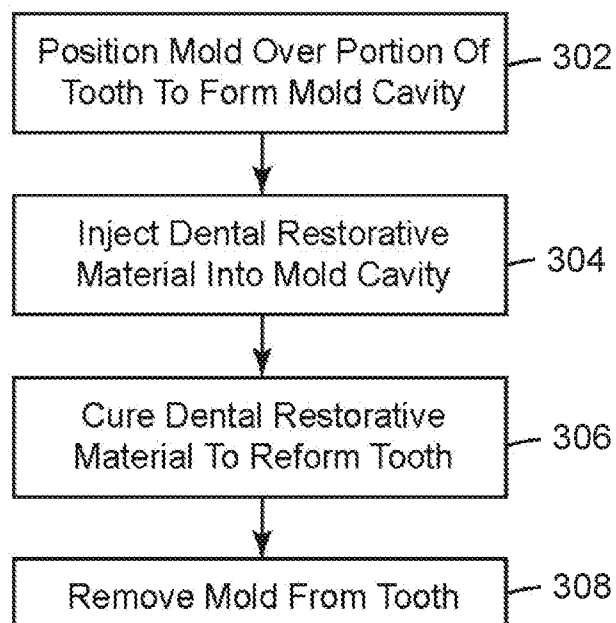 Position Mold Over Portion Of
Tooth To Form Mold Cavity
302
Inject Dental Restorative
Material Into Mold Cavity
304
Cure Dental Restorative
Material To Reform Tooth
306
Remove Mold From Tooth
308